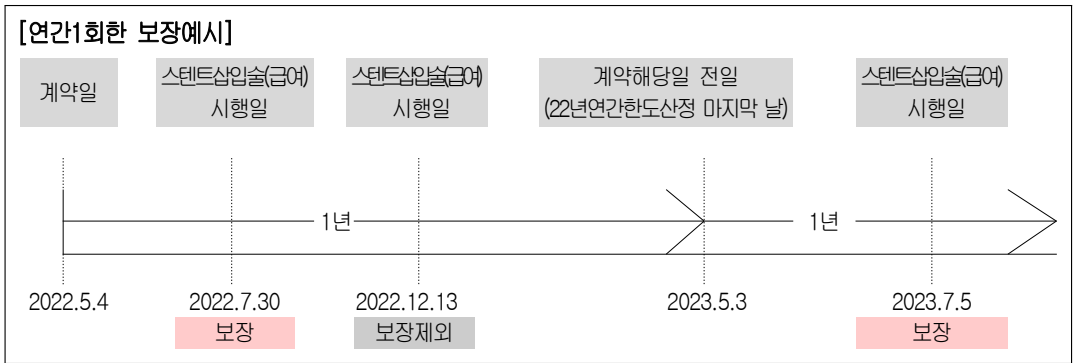 [연간1회한 보장예시]
계약일
스텐트삽입술(급여)
시행일
스텐트삽입술(급여)
시행일
계약해당일 전일
(22년연간한도산정 마지막 날)
스텐트삽입술(급여)
시행일
1년
1년
2022.5.4
2022.7.30
2022.12.13
2023.5.3
2023.7.5
보장
보장제외
보장